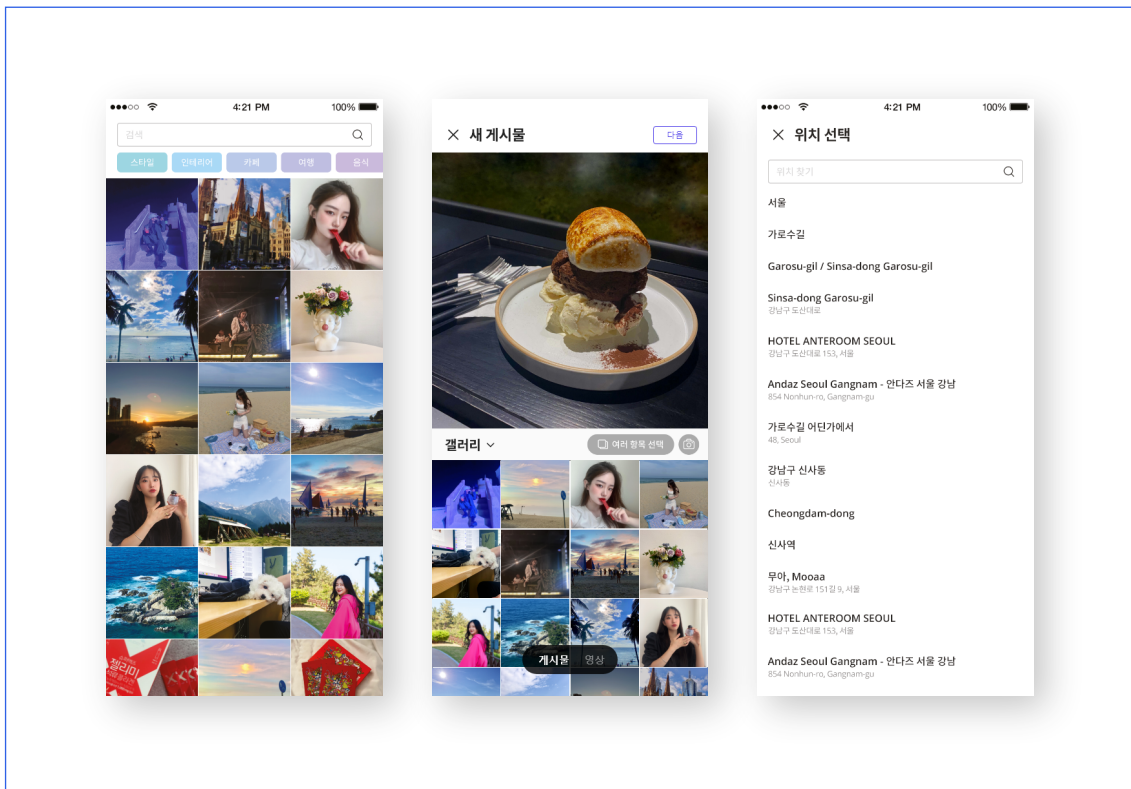 4:21 PM
100%
검색
스타일
인테리어
카페
여행
음식
젤리미
새 게시물
다음
갤러리
여러 항목 선택
게시물
영상
4:21 PM
100%
위치 선택
위치 찾기
서울
가로수길
Garosu-gil / Sinsa-dong Garosu-gil
Sinsa-dong Garosu-gil
강남구 도산대로
HOTEL ANTEROOM SEOUL
강남구 도산대로 153, 서울
Andaz Seoul Gangnam - 안다즈 서울 강남
854 Nonhun-ro, Gangnam-gu
가로수길 어딘가에서
48, Seoul
강남구 신사동
신사동
Cheongdam-dong
신사역
무아, Mooaa
강남구 논현로 151길 9, 서울
HOTEL ANTEROOM SEOUL
강남구 도산대로 153, 서울
Andaz Seoul Gangnam - 안다즈 서울 강남
854 Nonhun-ro, Gangnam-gu